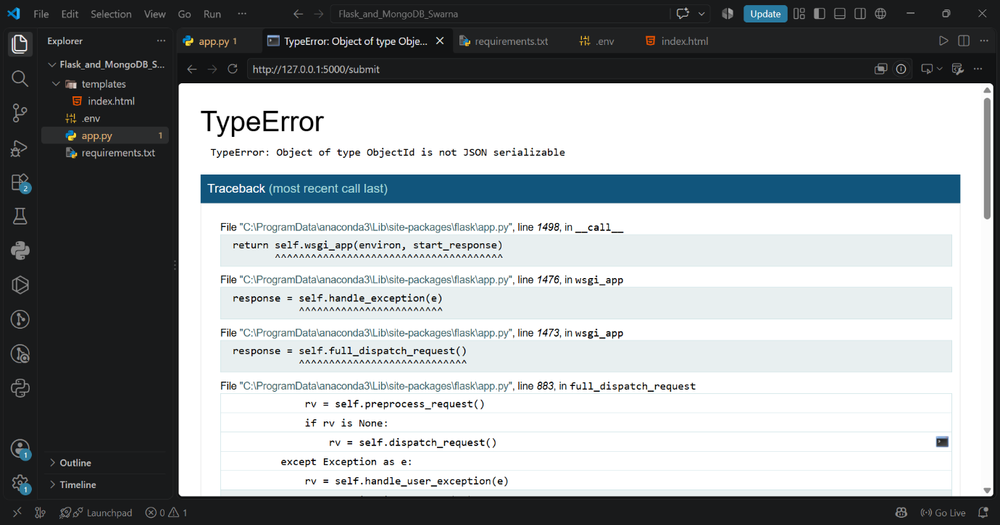 File Edit Selection View Go Run ··· Flask_and_MongoDB_Swarna Update
Explorer ···
Flask_and_MongoDB_S...
templates
index.html
.env
app.py 1
requirements.txt
2
1
1
Outline
Timeline
app.py 1 TypeError: Object of type Obje... requirements.txt .env index.html
http://127.0.0.1:5000/submit
TypeError
TypeError: Object of type ObjectId is not JSON serializable
Traceback (most recent call last)
File "C:\ProgramData\anaconda3\Lib\site-packages\flask\app.py", line 1498, in __call__
return self.wsgi_app(environ, start_response)
^^^^^^^^^^^^^^^^^^^^^^^^^^^^^^^^^^^^^^
File "C:\ProgramData\anaconda3\Lib\site-packages\flask\app.py", line 1476, in wsgi_app
response = self.handle_exception(e)
^^^^^^^^^^^^^^^^^^^^^^^^
File "C:\ProgramData\anaconda3\Lib\site-packages\flask\app.py", line 1473, in wsgi_app
response = self.full_dispatch_request()
^^^^^^^^^^^^^^^^^^^^^^^^^^^^
File "C:\ProgramData\anaconda3\Lib\site-packages\flask\app.py", line 883, in full_dispatch_request
rv = self.preprocess_request()
if rv is None:
rv = self.dispatch_request()
except Exception as e:
rv = self.handle_user_exception(e)
Launchpad 0 1 Go Live